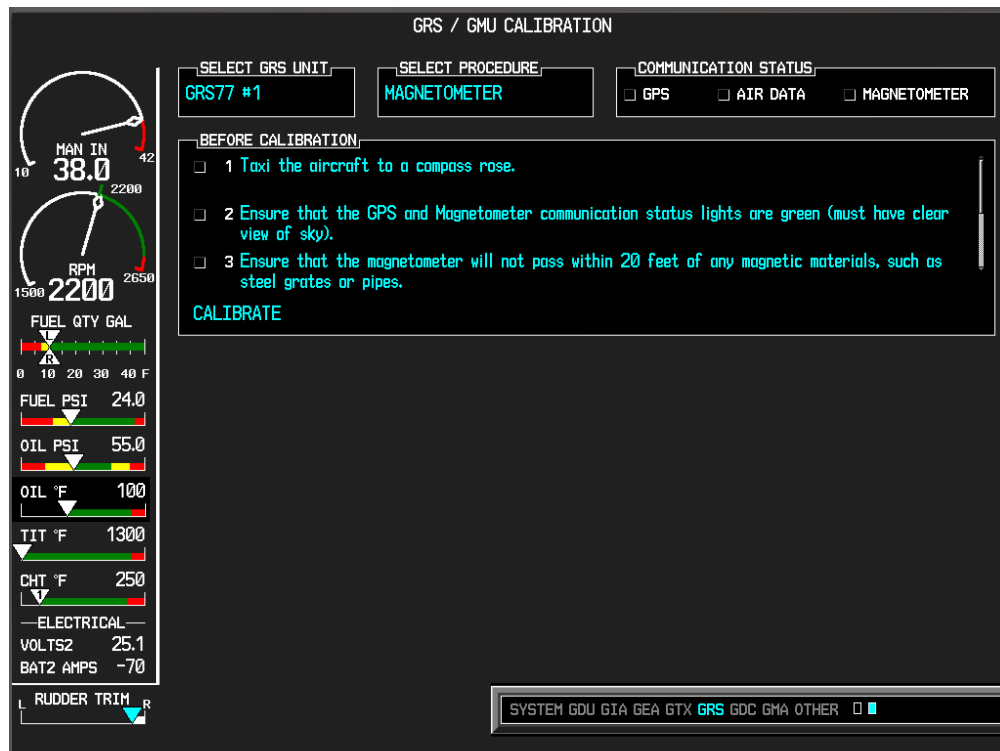 GRS / GMU CALIBRATION
SELECT GRS UNIT
GRS77 #1
SELECT PROCEDURE
MAGNETOMETER
COMMUNICATION STATUS
GPS AIR DATA MAGNETOMETER
BEFORE CALIBRATION
1 Taxi the aircraft to a compass rose.
2 Ensure that the GPS and Magnetometer communication status lights are green (must have clear
view of sky).
3 Ensure that the magnetometer will not pass within 20 feet of any magnetic materials, such as
steel grates or pipes.
CALIBRATE
MAN IN
10 38.0 42
2200
RPM
1500 2200 2650
FUEL QTY GAL
L
R
0 10 20 30 40 F
FUEL PSI 24.0
OIL PSI 55.0
OIL °F 100
TIT °F 1300
CHT °F 250
1
ELECTRICAL
VOLTS2 25.1
BAT2 AMPS -70
L RUDDER TRIM R
SYSTEM GDU GIA GEA GTX GRS GDC GMA OTHER